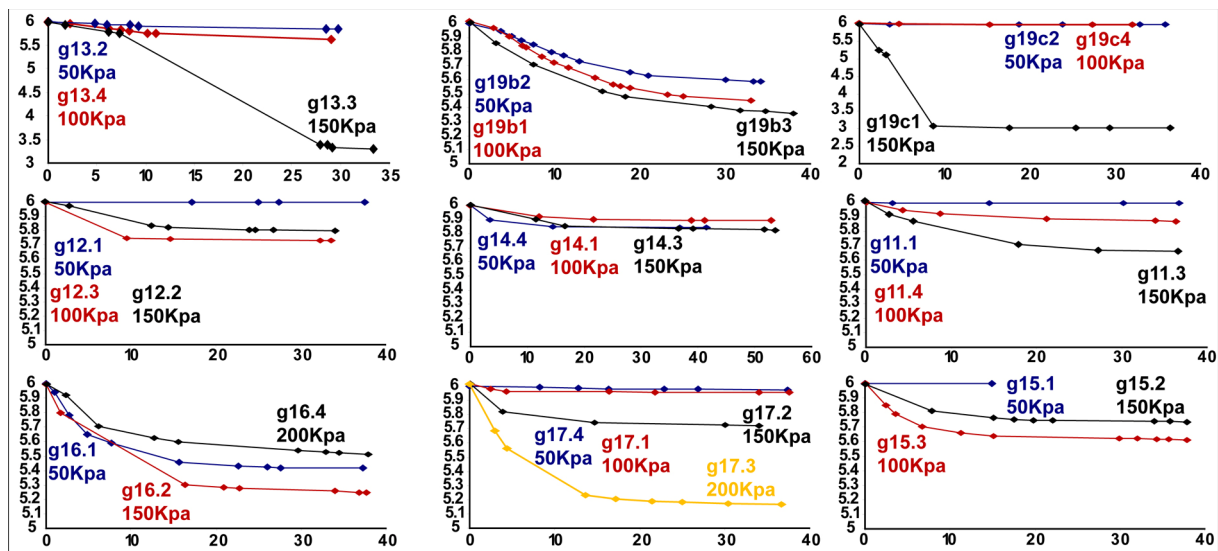 6
5.5
5
4.5
4
3.5
3
g13.2
50Kpa
g13.4
100Kpa
g13.3
150Kpa
0 5 10 15 20 25 30 35
6
5.9
5.8
5.7
5.6
5.5
5.4
5.3
5.2
5.1
5
g19b2
50Kpa
g19b1
100Kpa
g19b3
150Kpa
0 10 20 30 40
6
5.5
5
4.5
4
3.5
3
2.5
2
g19c2
50Kpa
g19c4
100Kpa
g19c1
150Kpa
0 10 20 30 40
6
5.9
5.8
5.7
5.6
5.5
5.4
5.3
5.2
5.1
5
g12.1
50Kpa
g12.3
100Kpa
g12.2
150Kpa
0 10 20 30 40
6
5.9
5.8
5.7
5.6
5.5
5.4
5.3
5.2
5.1
5
g14.4
50Kpa
g14.1
100Kpa
g14.3
150Kpa
0 10 20 30 40 50 60
6
5.9
5.8
5.7
5.6
5.5
5.4
5.3
5.2
5.1
5
g11.1
50Kpa
g11.4
100Kpa
g11.3
150Kpa
0 10 20 30 40
6
5.9
5.8
5.7
5.6
5.5
5.4
5.3
5.2
5.1
5
g16.4
200Kpa
g16.1
50Kpa
g16.2
150Kpa
0 10 20 30 40
6
5.9
5.8
5.7
5.6
5.5
5.4
5.3
5.2
5.1
5
g17.2
150Kpa
g17.4
50Kpa
g17.1
100Kpa
g17.3
200Kpa
0 10 20 30 40
6
5.9
5.8
5.7
5.6
5.5
5.4
5.3
5.2
5.1
5
g15.1
50Kpa
g15.2
150Kpa
g15.3
100Kpa
0 10 20 30 40